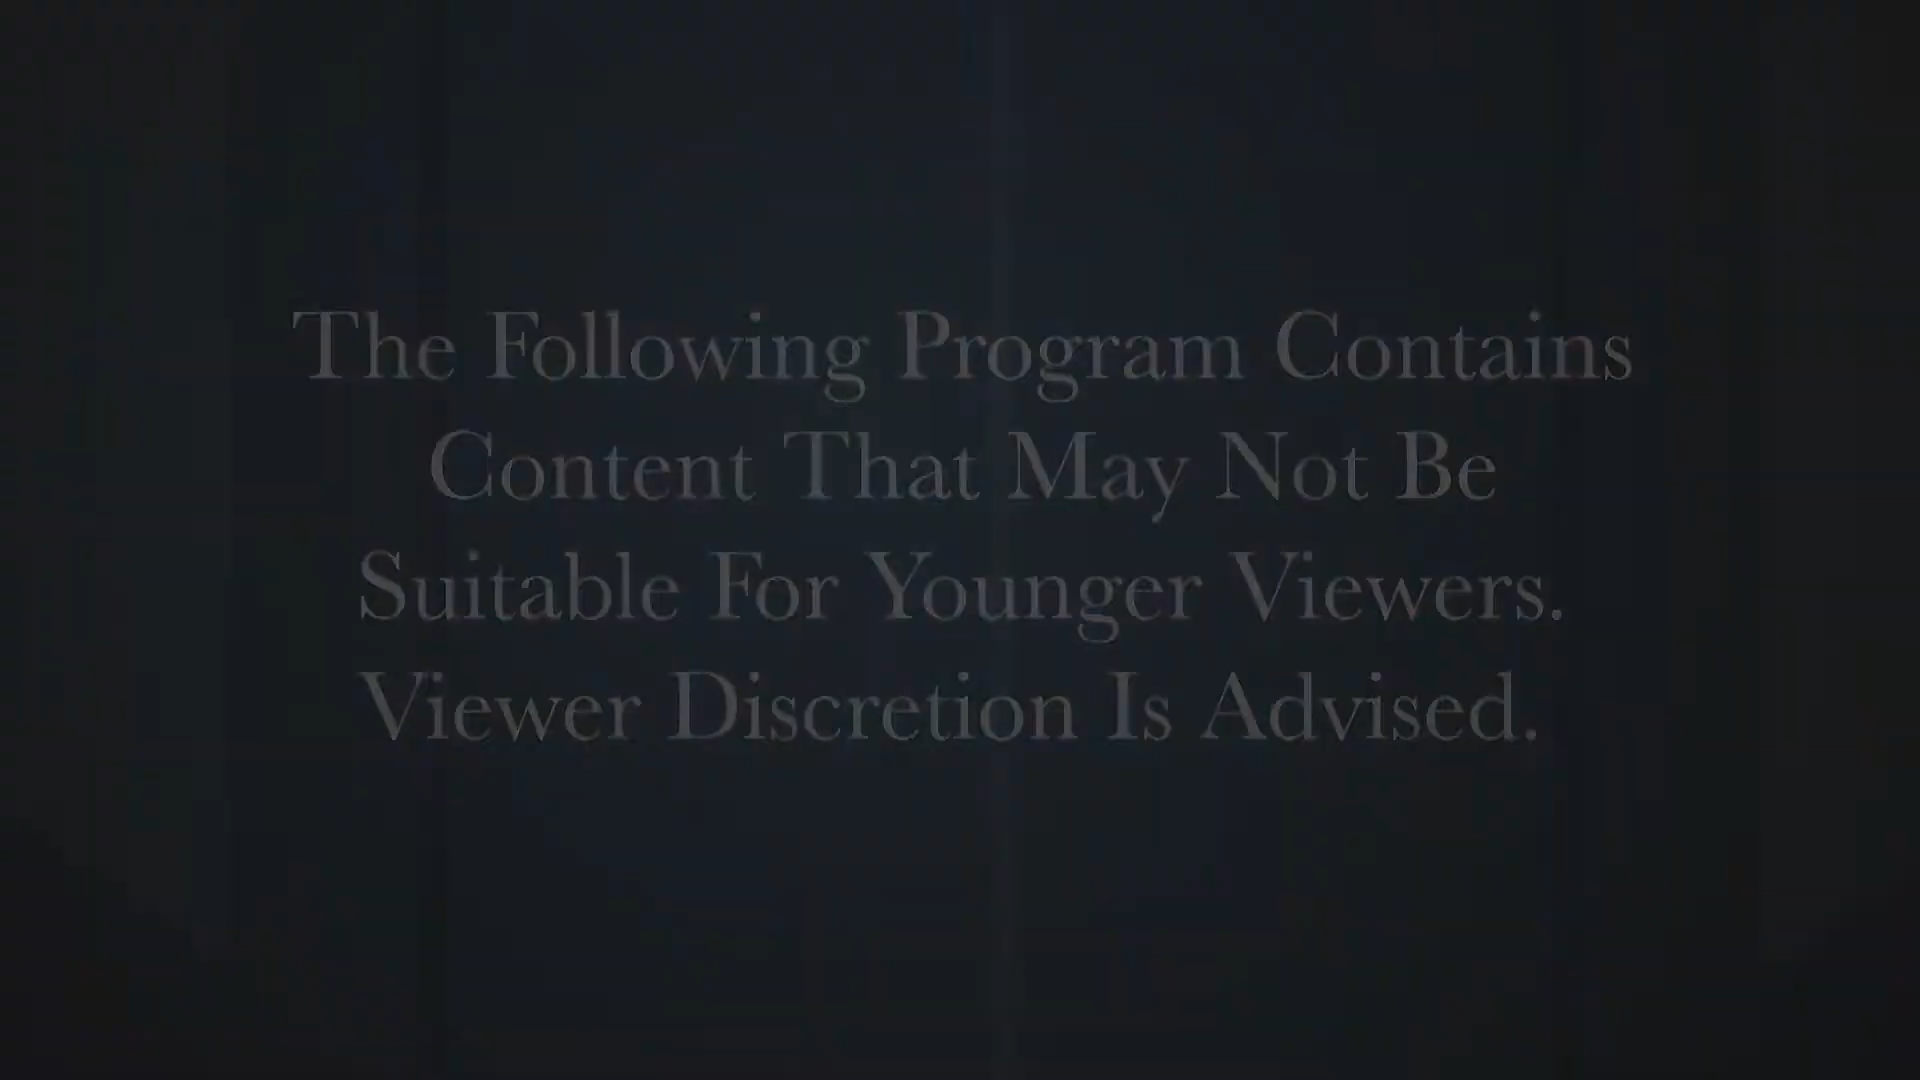 The Following Program Contains
Content That May Not Be
Suitable For Younger Viewers.
Viewer Discretion Is Advised.